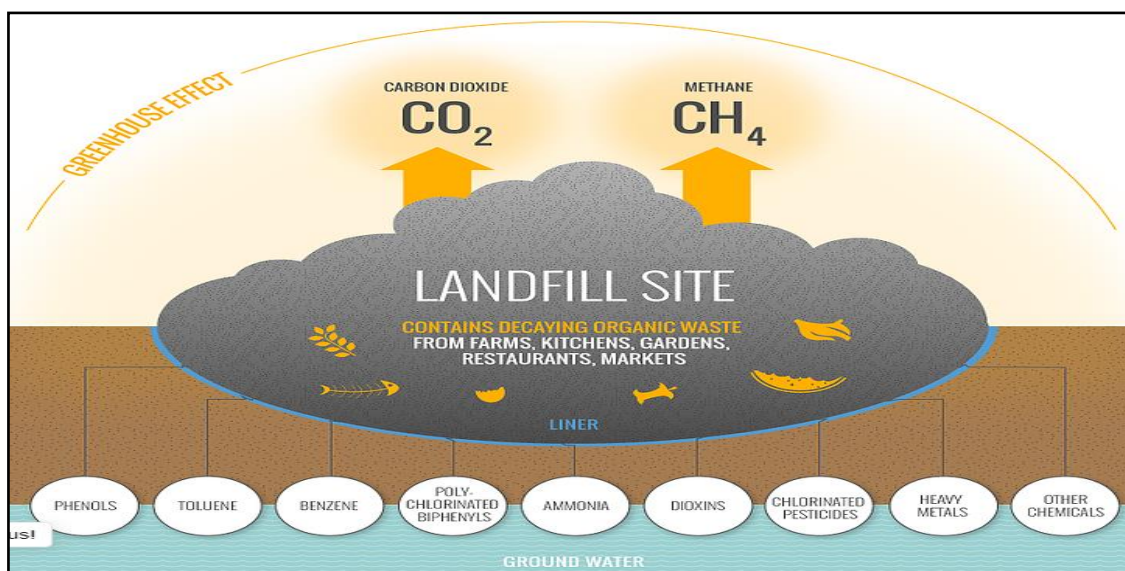 GREENHOUSE EFFECT
CARBON DIOXIDE
CO₂
METHANE
CH₄
LANDFILL SITE
CONTAINS DECAYING ORGANIC WASTE
FROM FARMS, KITCHENS, GARDENS,
RESTAURANTS, MARKETS
LINER
PHENOLS
TOLUENE
BENZENE
POLY-
CHLORINATED
BIPHENYLS
AMMONIA
DIOXINS
CHLORINATED
PESTICIDES
HEAVY
METALS
OTHER
CHEMICALS
us!
GROUND WATER